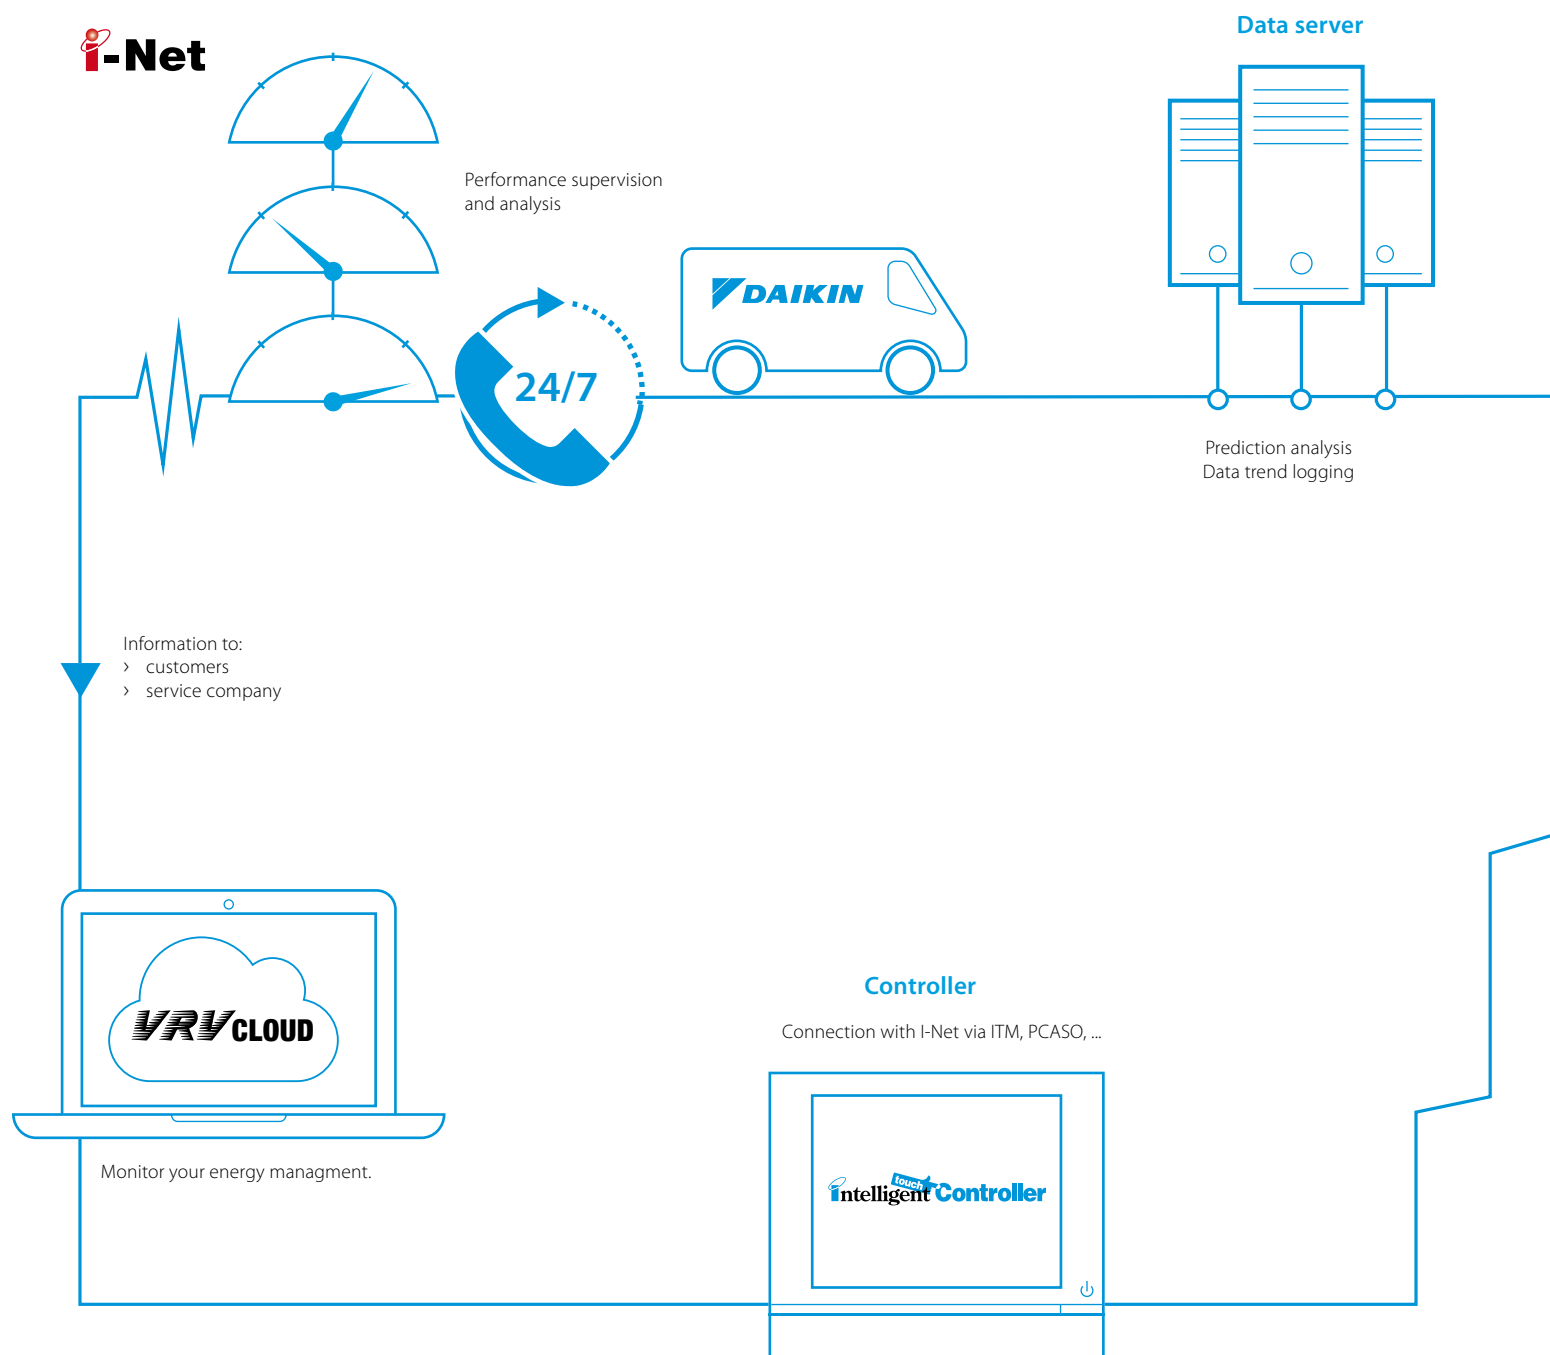 i-Net
Data server
Performance supervision
and analysis
DAIKIN
24/7
Prediction analysis
Data trend logging
Information to:
› customers
› service company
VRV CLOUD
Monitor your energy managment.
Controller
Connection with I-Net via ITM, PCASO, ...
intelligent touch Controller